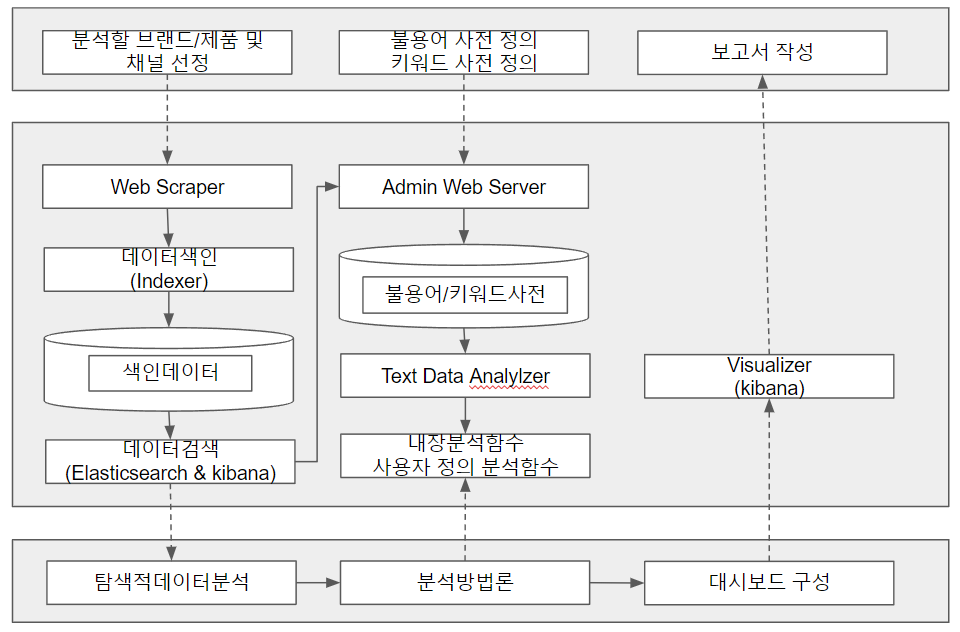 분석할 브랜드/제품 및
채널 선정
불용어 사전 정의
키워드 사전 정의
보고서 작성
Web Scraper
Admin Web Server
데이터색인
(Indexer)
불용어/키워드사전
색인데이터
Text Data Analylzer
Visualizer
(kibana)
데이터검색
(Elasticsearch & kibana)
내장분석함수
사용자 정의 분석함수
탐색적데이터분석
분석방법론
대시보드 구성